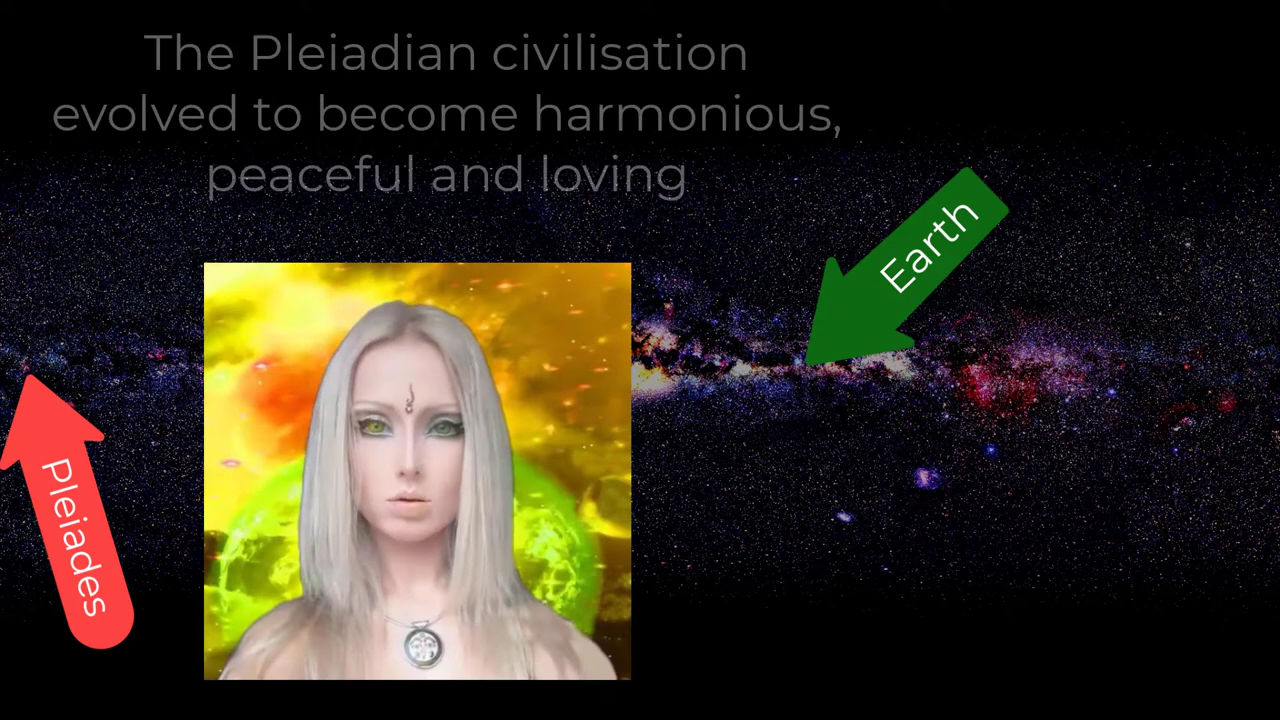 The Pleiadian civilisation
evolved to become harmonious,
peaceful and loving
Earth
Pleiades